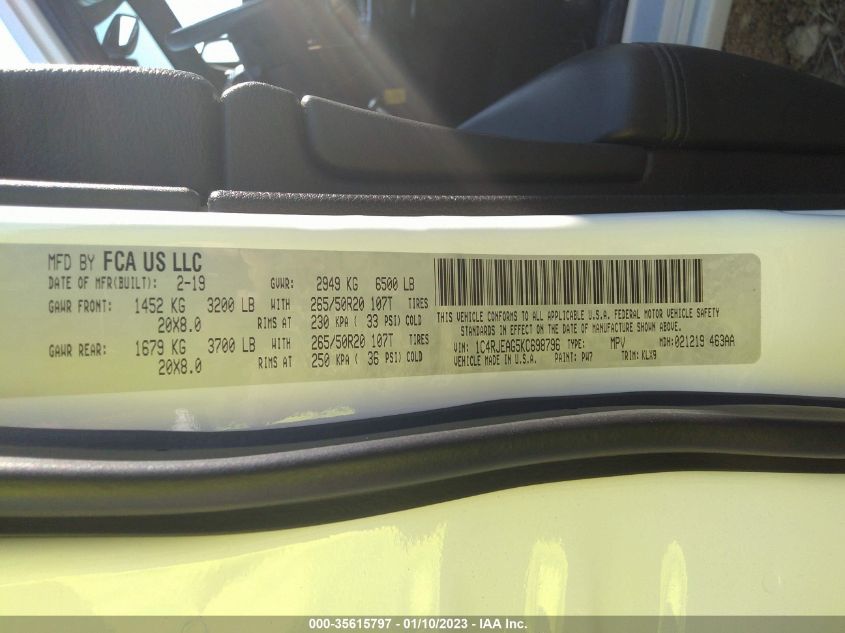 MFD BY FCA US LLC
DATE OF MFR(BUILT): 2-19 GVWR: 2949 KG 6500 LB
GAWR FRONT: 1452 KG 3200 LB WITH 265/50R20 107T TIRES
20X8.0 RIMS AT 230 KPA ( 33 PSI) COLD
GAWR REAR: 1679 KG 3700 LB WITH 265/50R20 107T TIRES
20X8.0 RIMS AT 250 KPA ( 36 PSI) COLD
THIS VEHICLE CONFORMS TO ALL APPLICABLE U.S.A. FEDERAL MOTOR VEHICLE SAFETY
STANDARDS IN EFFECT ON THE DATE OF MANUFACTURE SHOWN ABOVE.
VIN: 1C4RJEAG5KC698796 TYPE: MPV MDH: 021219 463AA
VEHICLE MADE IN U.S.A. PAINT: PW7 TRIM: KLX9
000-35615797 - 01/10/2023 - IAA Inc.